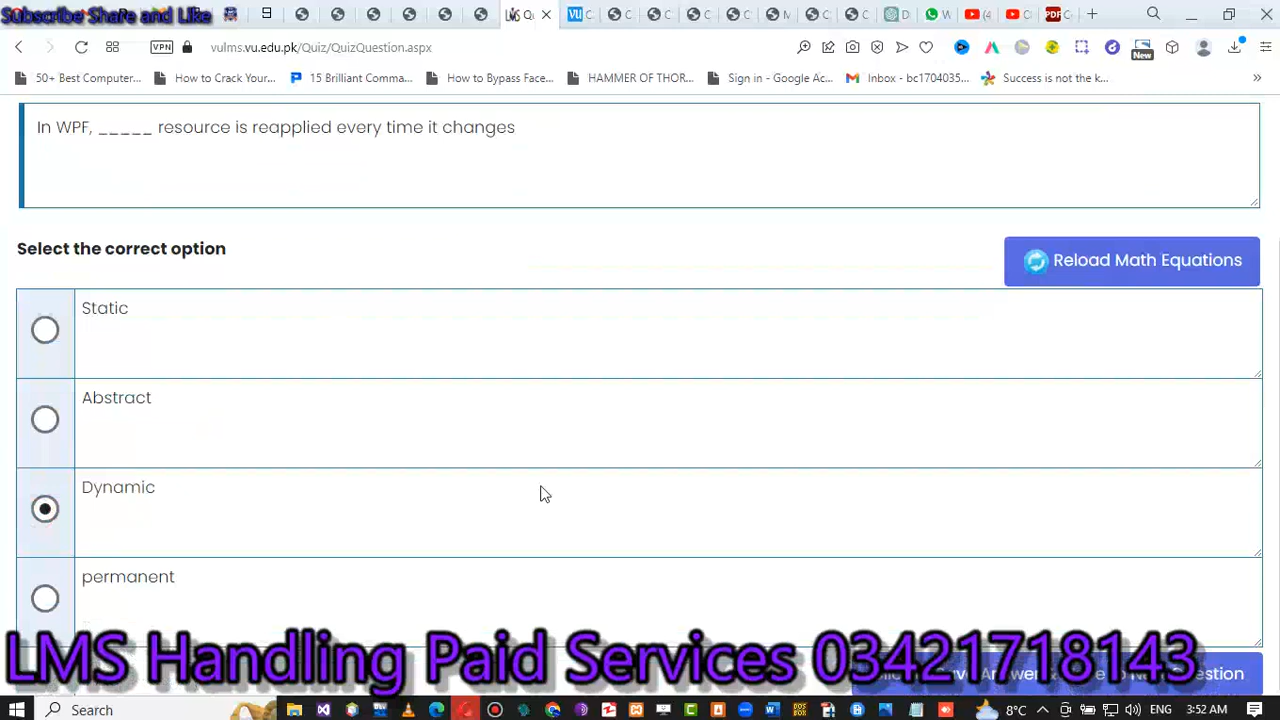 Subscribe Share and Like
VPN
vulms.vu.edu.pk/Quiz/QuizQuestion.aspx
New
50+ Best Computer...
How to Crack Your...
15 Brilliant Comma...
How to Bypass Face...
HAMMER OF THOR...
Sign in - Google Ac...
Inbox - bc1704035...
Success is not the k...
In WPF, _____ resource is reapplied every time it changes
Select the correct option
Reload Math Equations
Static
Abstract
Dynamic
permanent
LMS Handling Paid Services 03421718143
Search
8°C
ENG
3:52 AM